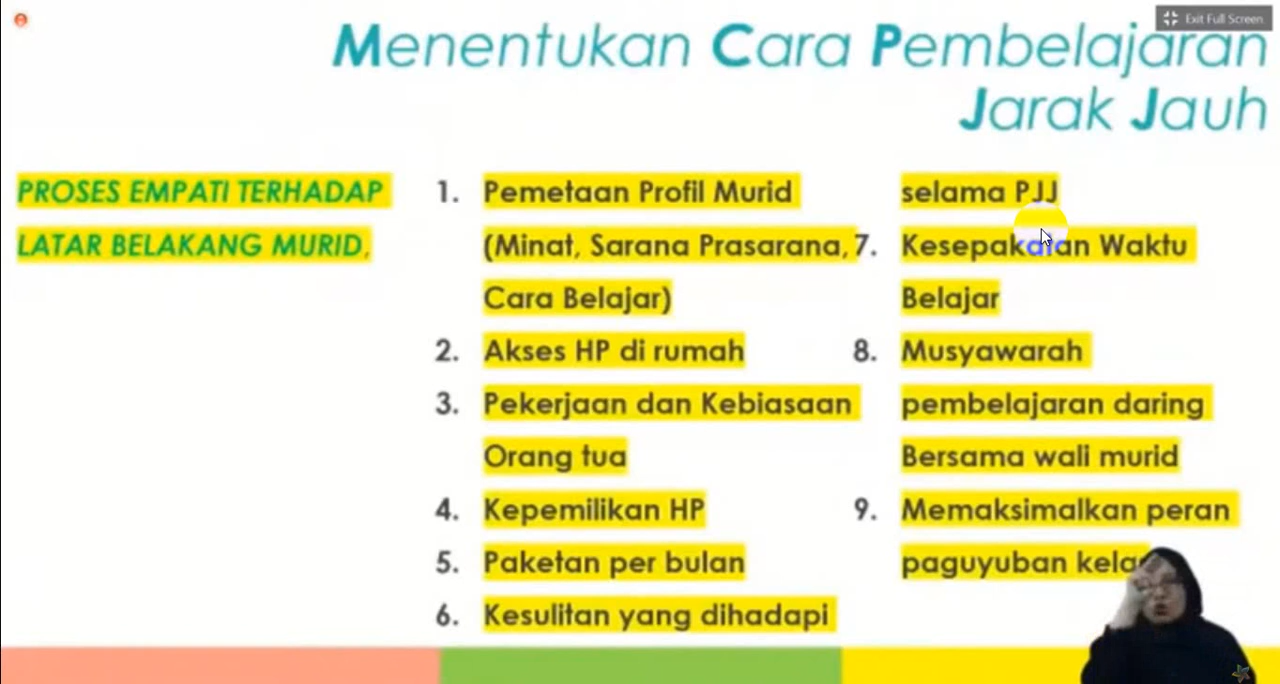 Exit Full Screen
Menentukan Cara Pembelajaran
Jarak Jauh
PROSES EMPATI TERHADAP
LATAR BELAKANG MURID,
1. Pemetaan Profil Murid
(Minat, Sarana Prasarana,
Cara Belajar)
2. Akses HP di rumah
3. Pekerjaan dan Kebiasaan
Orang tua
4. Kepemilikan HP
5. Paketan per bulan
6. Kesulitan yang dihadapi
selama PJJ
7. Kesepakatan Waktu
Belajar
8. Musyawarah
pembelajaran daring
Bersama wali murid
9. Memaksimalkan peran
paguyuban